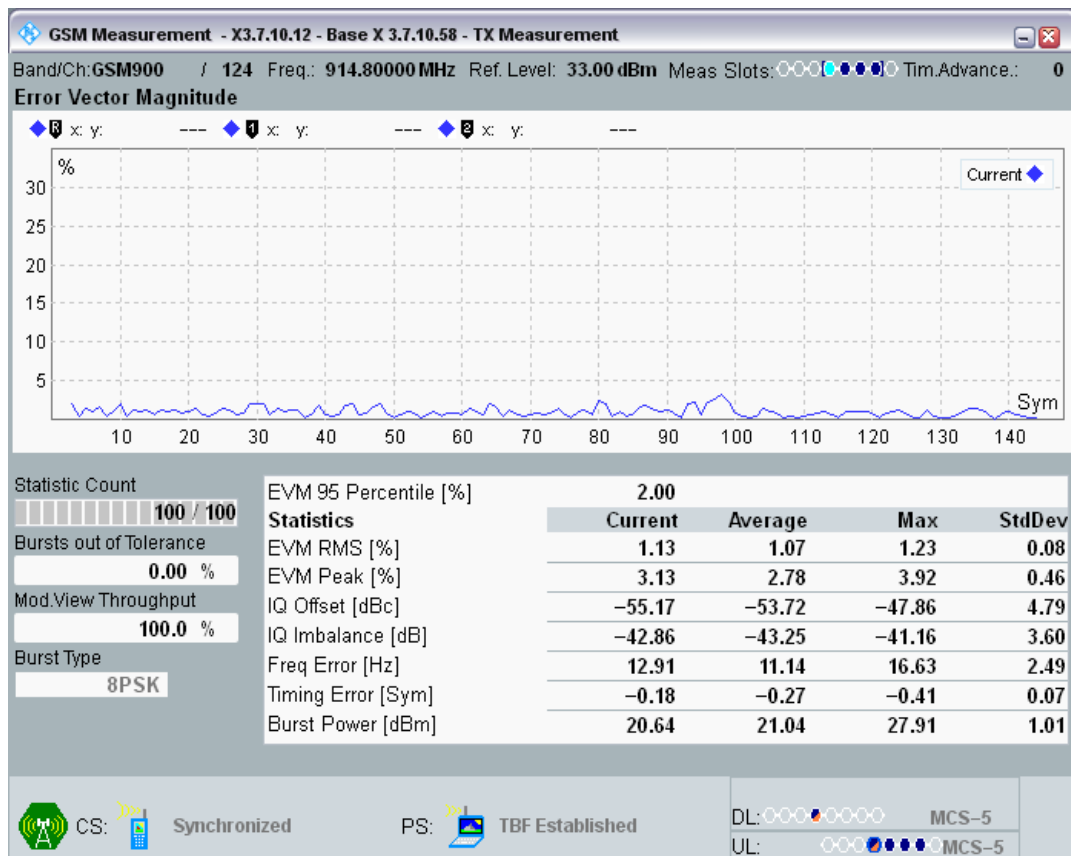 GSM Measurement - X3.7.10.12 - Base X 3.7.10.58 - TX Measurement
Band/Ch:GSM900 / 124 Freq.: 914.80000 MHz Ref. Level: 33.00 dBm Meas Slots: Tim.Advance.: 0
Error Vector Magnitude
R x: y: --- 1 x: y: --- 2 x: y: ---
%
Current
30
25
20
15
10
5
Sym
10 20 30 40 50 60 70 80 90 100 110 120 130 140
Statistic Count
100 / 100
Bursts out of Tolerance
0.00 %
Mod.View Throughput
100.0 %
Burst Type
8PSK
EVM 95 Percentile [%] 2.00
Statistics Current Average Max StdDev
EVM RMS [%] 1.13 1.07 1.23 0.08
EVM Peak [%] 3.13 2.78 3.92 0.46
IQ Offset [dBc] −55.17 −53.72 −47.86 4.79
IQ Imbalance [dB] −42.86 −43.25 −41.16 3.60
Freq Error [Hz] 12.91 11.14 16.63 2.49
Timing Error [Sym] −0.18 −0.27 −0.41 0.07
Burst Power [dBm] 20.64 21.04 27.91 1.01
CS: Synchronized PS: TBF Established
DL: MCS−5
UL: MCS−5